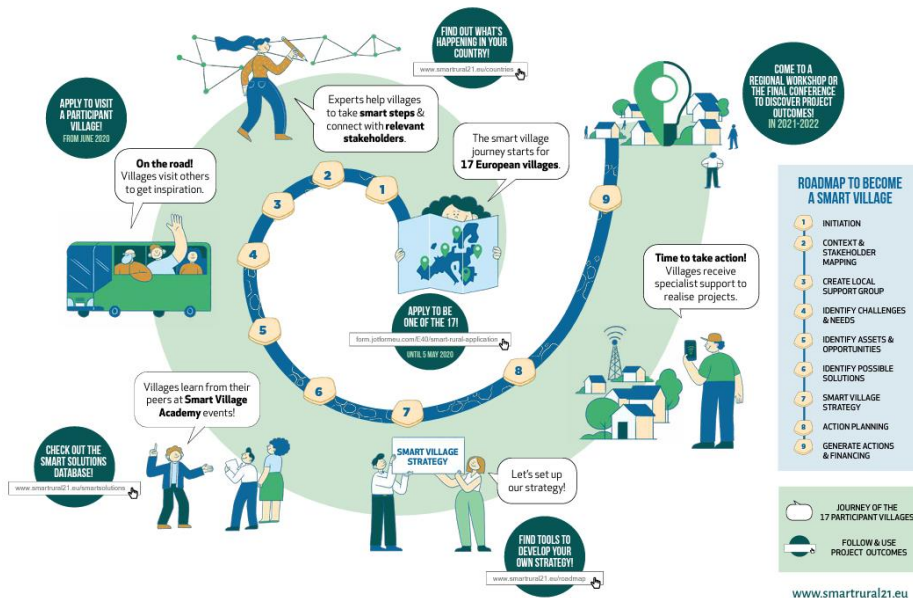 FIND OUT WHAT'S
HAPPENING IN YOUR
COUNTRY!
www.smartrural21.eu/countries
COME TO A
REGIONAL WORKSHOP OR
THE FINAL CONFERENCE
TO DISCOVER PROJECT
OUTCOMES!
IN 2021-2022
APPLY TO VISIT
A PARTICIPANT
VILLAGE!
FROM JUNE 2020
Experts help villages
to take smart steps &
connect with relevant
stakeholders.
The smart village
journey starts for
17 European villages.
On the road!
Villages visit others
to get inspiration.
1
2
3
4
5
6
7
8
9
APPLY TO BE
ONE OF THE 17!
form.jotformeu.com/E40/smart-rural-application
UNTIL 5 MAY 2020
Time to take action!
Villages receive
specialist support to
realise projects.
Villages learn from their
peers at Smart Village
Academy events!
CHECK OUT THE
SMART SOLUTIONS
DATABASE!
www.smartrural21.eu/smartsolutions
SMART VILLAGE
STRATEGY
Let's set up
our strategy!
FIND TOOLS TO
DEVELOP YOUR
OWN STRATEGY!
www.smartrural21.eu/roadmap
ROADMAP TO BECOME
A SMART VILLAGE
1 INITIATION
2 CONTEXT &
STAKEHOLDER
MAPPING
3 CREATE LOCAL
SUPPORT GROUP
4 IDENTIFY CHALLENGES
& NEEDS
5 IDENTIFY ASSETS &
OPPORTUNITIES
6 IDENTIFY POSSIBLE
SOLUTIONS
7 SMART VILLAGE
STRATEGY
8 ACTION PLANNING
9 GENERATE ACTIONS
& FINANCING
JOURNEY OF THE
17 PARTICIPANT VILLAGES
FOLLOW & USE
PROJECT OUTCOMES
www.smartrural21.eu